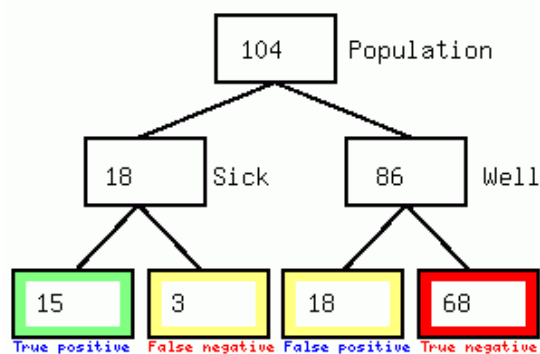 104 Population
18 Sick 86 Well
15 3 18 68
True positive False negative False positive True negative